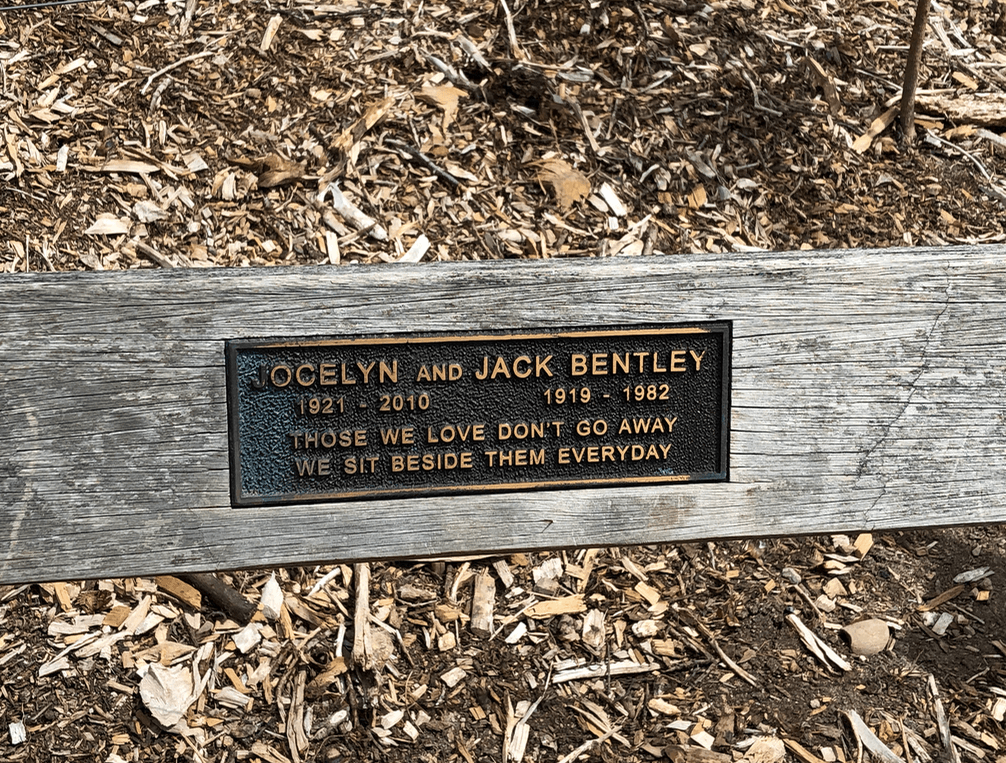 JOCELYN AND JACK BENTLEY
1921 - 2010 1919 - 1982
THOSE WE LOVE DON'T GO AWAY
WE SIT BESIDE THEM EVERYDAY